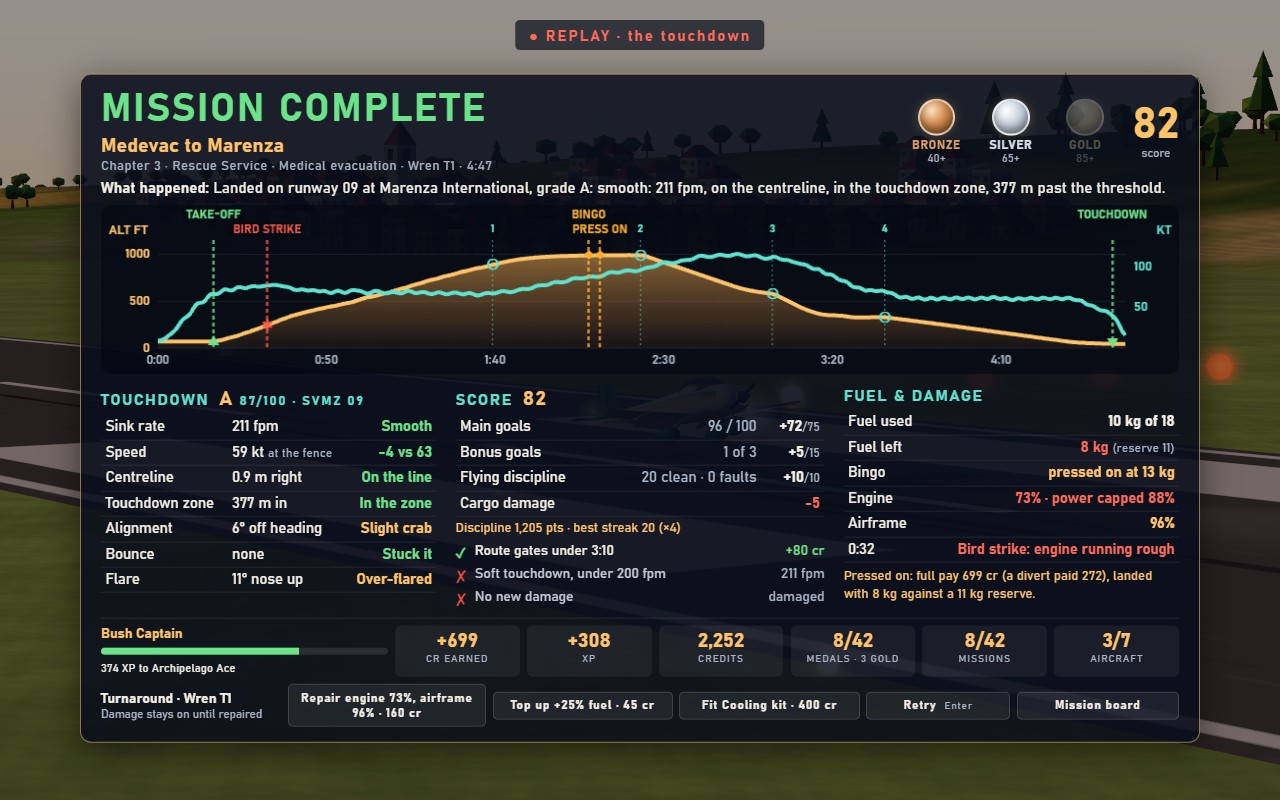 ● REPLAY · the touchdown
MISSION COMPLETE
Medevac to Marenza
Chapter 3 · Rescue Service · Medical evacuation · Wren T1 · 4:47
BRONZE
40+
SILVER
65+
GOLD
85+
82
score
What happened: Landed on runway 09 at Marenza International, grade A: smooth: 211 fpm, on the centreline, in the touchdown zone, 377 m past the threshold.
TAKE-OFF
BINGO
TOUCHDOWN
ALT FT
BIRD STRIKE
1
PRESS ON
2
3
4
KT
1000
500
0
100
50
0:00
0:50
1:40
2:30
3:20
4:10
TOUCHDOWN A 87/100 · SVMZ 09
Sink rate 211 fpm Smooth
Speed 59 kt at the fence -4 vs 63
Centreline 0.9 m right On the line
Touchdown zone 377 m in In the zone
Alignment 6° off heading Slight crab
Bounce none Stuck it
Flare 11° nose up Over-flared
SCORE 82
Main goals 96 / 100 +72/75
Bonus goals 1 of 3 +5/15
Flying discipline 20 clean · 0 faults +10/10
Cargo damage -5
Discipline 1,205 pts · best streak 20 (×4)
✓ Route gates under 3:10 +80 cr
✗ Soft touchdown, under 200 fpm 211 fpm
✗ No new damage damaged
FUEL & DAMAGE
Fuel used 10 kg of 18
Fuel left 8 kg (reserve 11)
Bingo pressed on at 13 kg
Engine 73% · power capped 88%
Airframe 96%
0:32 Bird strike: engine running rough
Pressed on: full pay 699 cr (a divert paid 272), landed
with 8 kg against a 11 kg reserve.
Bush Captain
374 XP to Archipelago Ace
+699
CR EARNED
+308
XP
2,252
CREDITS
8/42
MEDALS · 3 GOLD
8/42
MISSIONS
3/7
AIRCRAFT
Turnaround · Wren T1
Damage stays on until repaired
Repair engine 73%, airframe
96% · 160 cr
Top up +25% fuel · 45 cr
Fit Cooling kit · 400 cr
Retry Enter
Mission board